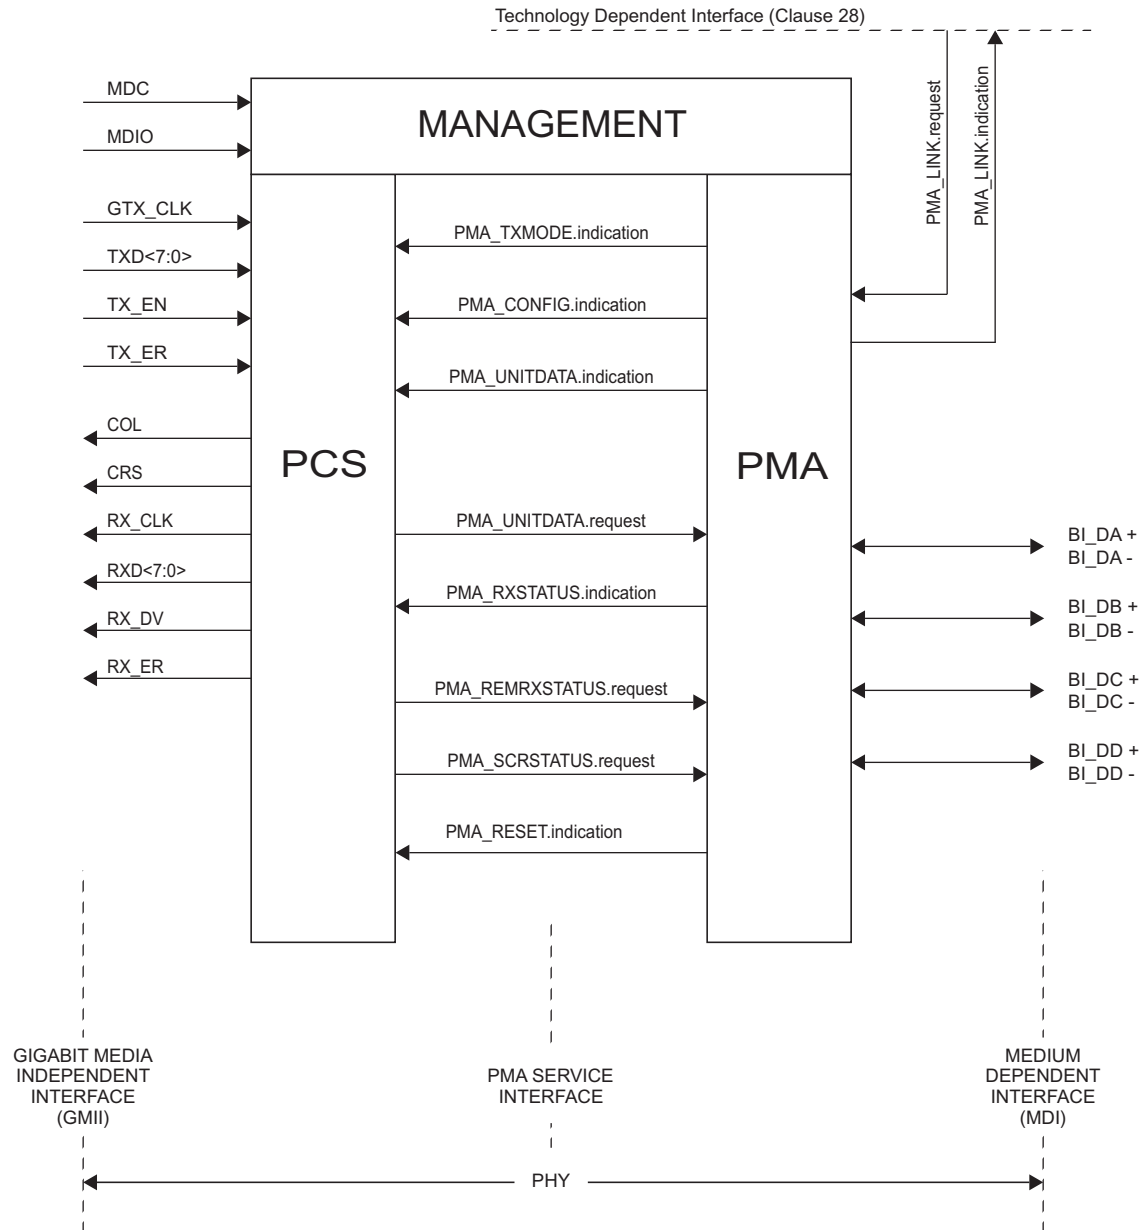 Technology Dependent Interface (Clause 28)
MDC
MDIO
MANAGEMENT
PMA_LINK.request
PMA_LINK.indication
GTX_CLK
TXD<7:0>
TX_EN
TX_ER
COL
CRS
RX_CLK
RXD<7:0>
RX_DV
RX_ER
PCS
PMA_TXMODE.indication
PMA_CONFIG.indication
PMA_UNITDATA.indication
PMA_UNITDATA.request
PMA_RXSTATUS.indication
PMA_REMRXSTATUS.request
PMA_SCRSTATUS.request
PMA_RESET.indication
PMA
BI_DA +
BI_DA -
BI_DB +
BI_DB -
BI_DC +
BI_DC -
BI_DD +
BI_DD -
GIGABIT MEDIA
INDEPENDENT
INTERFACE
(GMII)
PMA SERVICE
INTERFACE
MEDIUM
DEPENDENT
INTERFACE
(MDI)
PHY